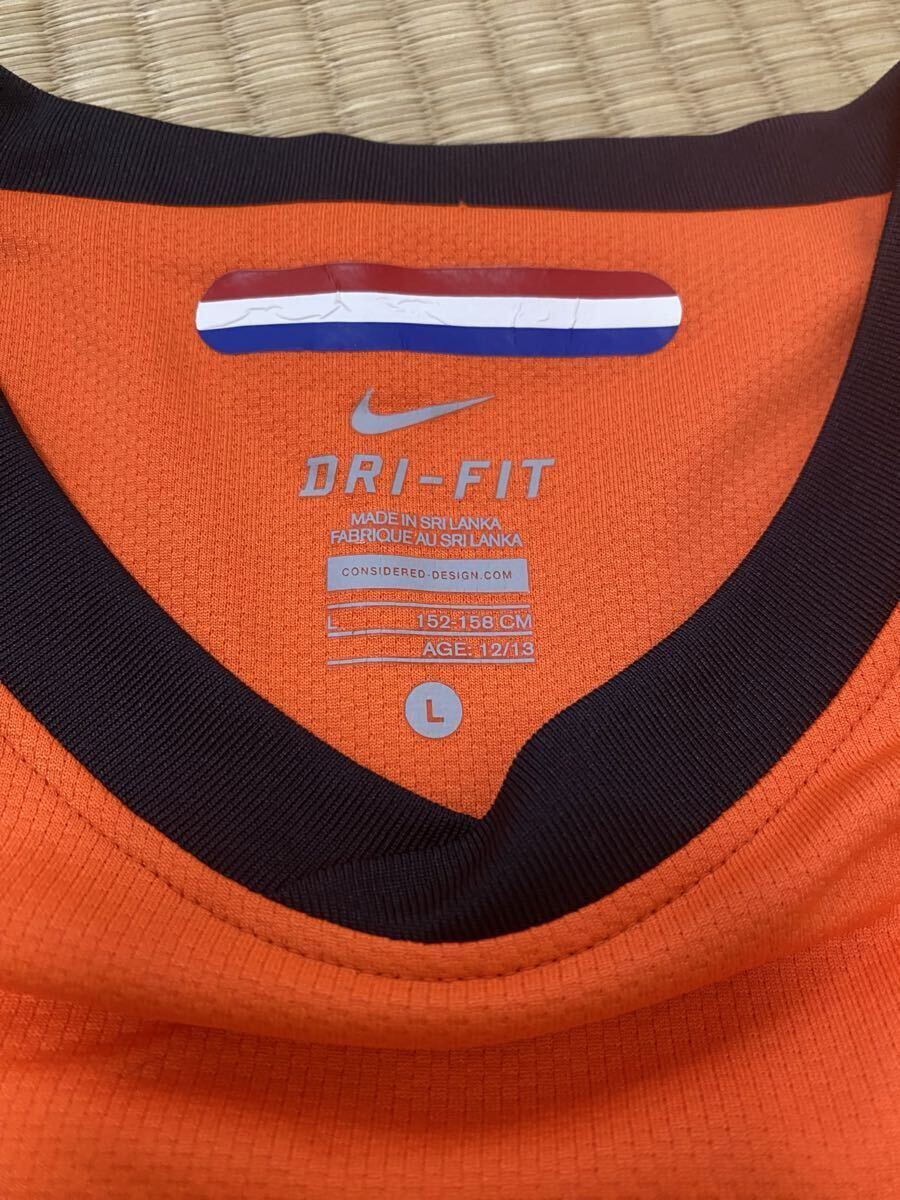 DRI-FIT
MADE IN SRI LANKA
FABRIQUE AU SRI LANKA
CONSIDERED-DESIGN.COM
L 152-158 CM
AGE: 12/13
L